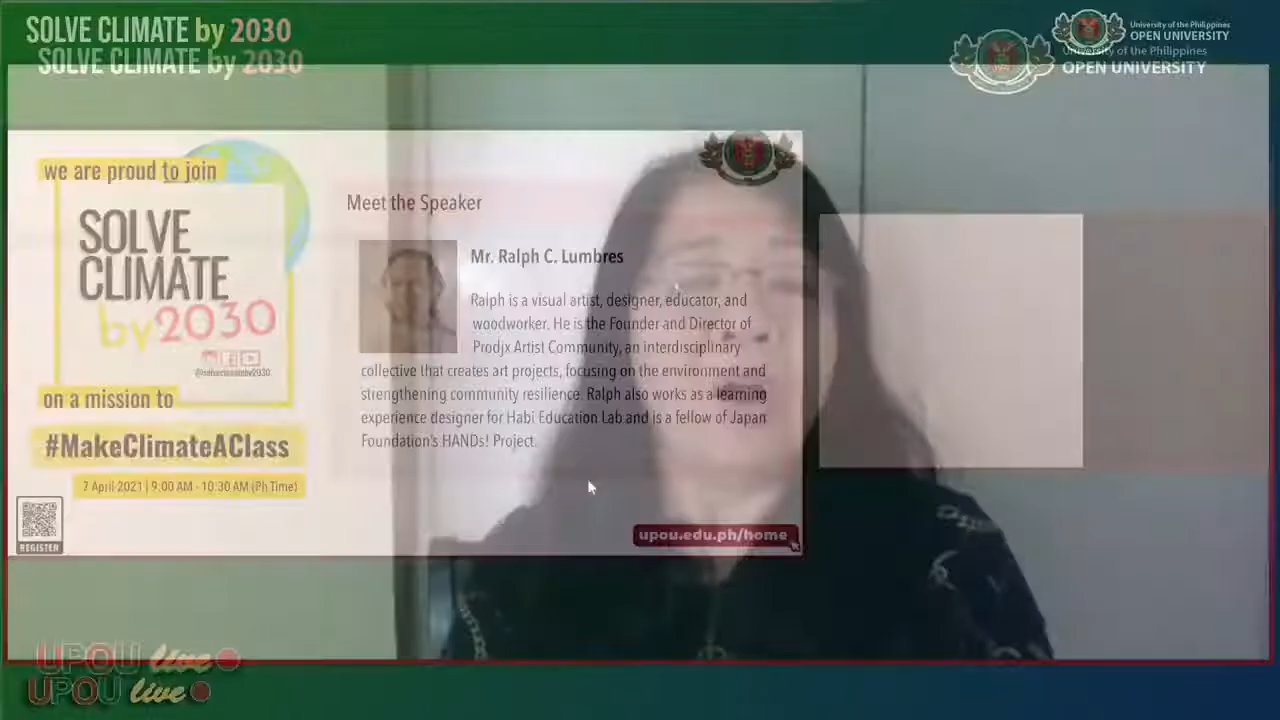 SOLVE CLIMATE by 2030
SOLVE CLIMATE by 2030
University of the Philippines
OPEN UNIVERSITY
University of the Philippines
OPEN UNIVERSITY
we are proud to join
SOLVE
CLIMATE
by2030
@solveclimateby2030
on a mission to
#MakeClimateAClass
7 April 2021 | 9:00 AM - 10:30 AM (Ph Time)
REGISTER
Meet the Speaker
Mr. Ralph C. Lumbres
Ralph is a visual artist, designer, educator, and
woodworker. He is the Founder and Director of
Prodjx Artist Community, an interdisciplinary
collective that creates art projects, focusing on the environment and
strengthening community resilience. Ralph also works as a learning
experience designer for Habi Education Lab and is a fellow of Japan
Foundation's HANDs! Project.
upou.edu.ph/home
UPOU live
UPOU live